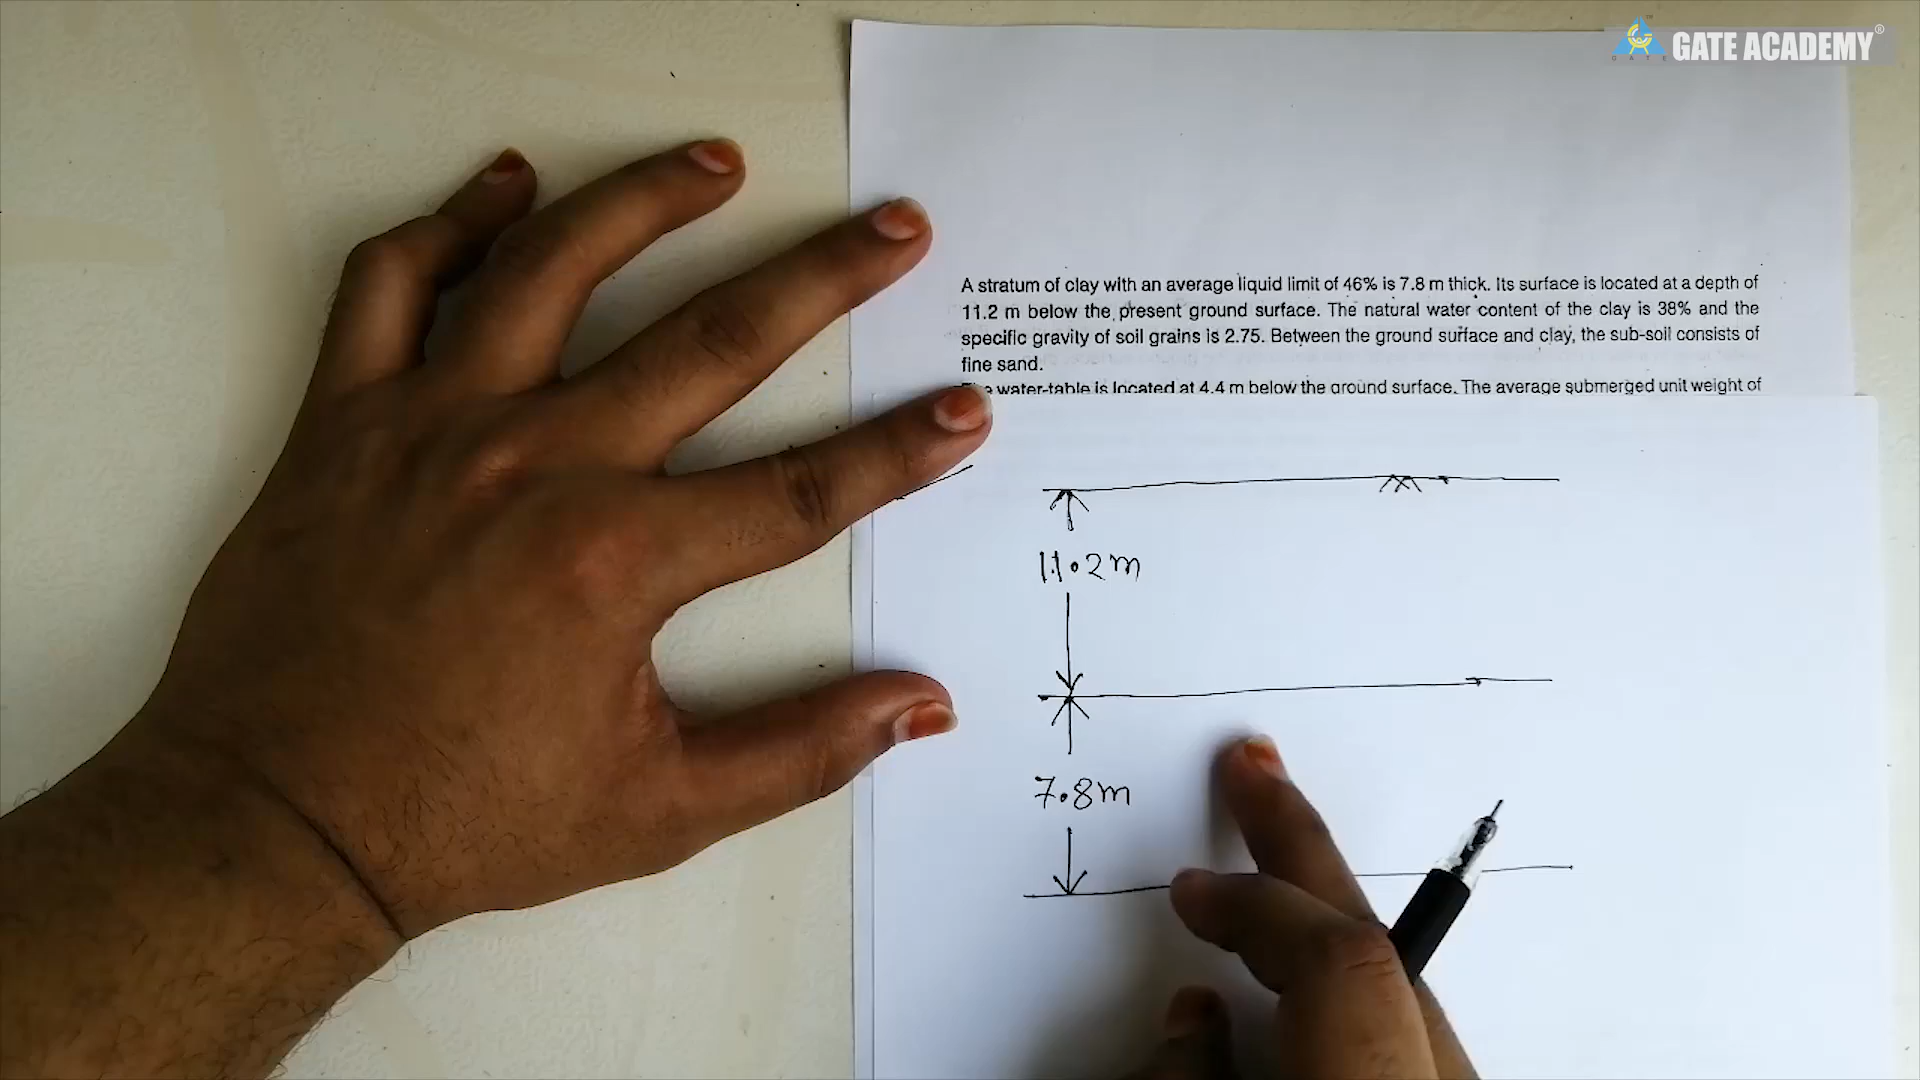 GATE ACADEMY®
GATE
A stratum of clay with an average liquid limit of 46% is 7.8 m thick. Its surface is located at a depth of
11.2 m below the present ground surface. The natural water content of the clay is 38% and the
specific gravity of soil grains is 2.75. Between the ground surface and clay, the sub-soil consists of
fine sand.
water-table is located at 4.4 m below the ground surface. The average submerged unit weight of
11.2m
7.8m